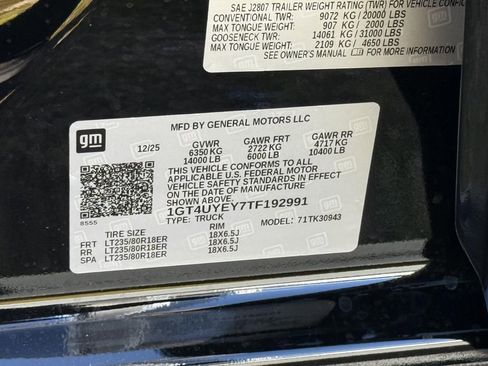 SAE J2807 TRAILER WEIGHT RATING (TWR) FOR VEHICLE CONFIG
CONVENTIONAL TWR: 9072 KG / 20000 LBS
MAX TONGUE WEIGHT: 907 KG / 2000 LBS
GOOSENECK TWR: 14061 KG / 31000 LBS
MAX TONGUE WEIGHT: 2109 KG / 4650 LBS
SEE OWNER'S MANUAL FOR MORE INFORMATION
MFD BY GENERAL MOTORS LLC
gm
12/25 GVWR GAWR FRT GAWR RR
6350 KG 2722 KG 4717 KG
14000 LB 6000 LB 10400 LB
THIS VEHICLE CONFORMS TO ALL
APPLICABLE U.S. FEDERAL MOTOR
VEHICLE SAFETY STANDARDS IN EFFECT
ON THE DATE OF MANUFACTURE
SHOWN ABOVE.
1GT4UYEY7TF192991
8555
TYPE: TRUCK MODEL: 71TK30943
TIRE SIZE RIM
FRT LT235/80R18ER 18X6.5J
RR LT235/80R18ER 18X6.5J
SPA LT235/80R18ER 18X6.5J